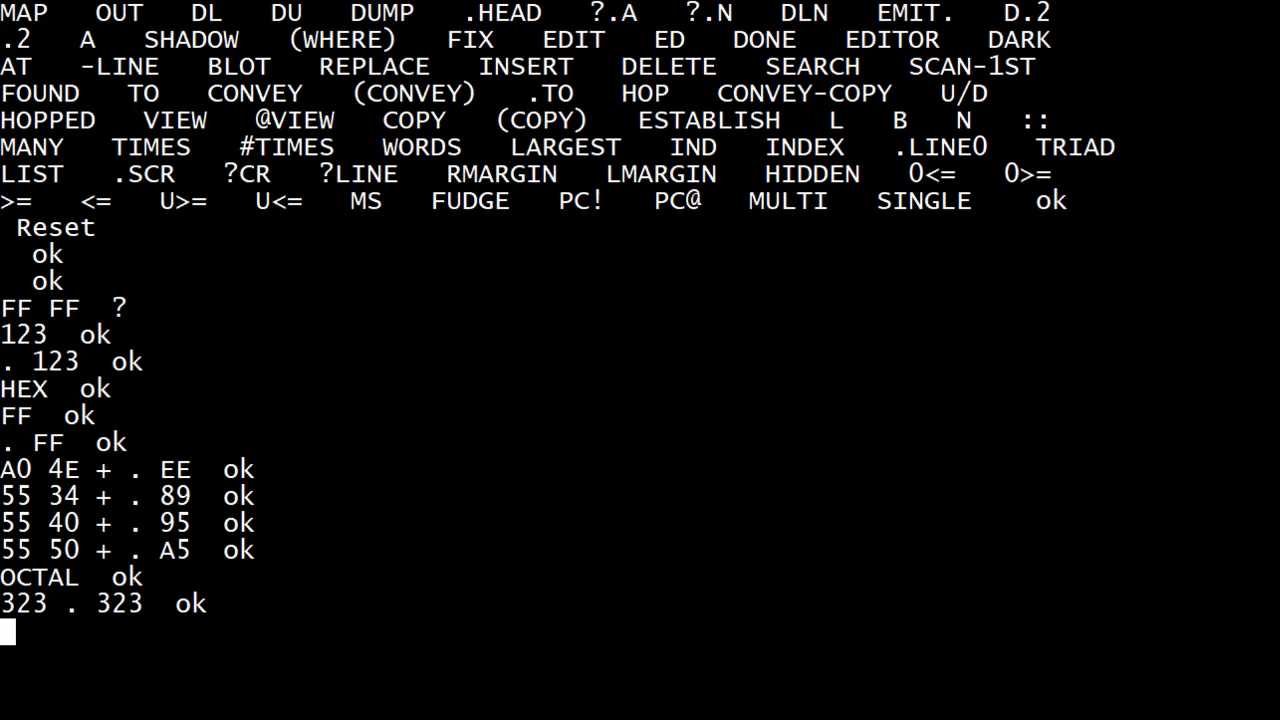 MAP   OUT   DL   DU   DUMP   .HEAD   ?.A   ?.N   DLN   EMIT.   D.2
.2   A   SHADOW   (WHERE)   FIX   EDIT   ED   DONE   EDITOR   DARK
AT   -LINE   BLOT   REPLACE   INSERT   DELETE   SEARCH   SCAN-1ST
FOUND   TO   CONVEY   (CONVEY)   .TO   HOP   CONVEY-COPY   U/D
HOPPED   VIEW   @VIEW   COPY   (COPY)   ESTABLISH   L   B   N   ::
MANY   TIMES   #TIMES   WORDS   LARGEST   IND   INDEX   .LINE0   TRIAD
LIST   .SCR   ?CR   ?LINE   RMARGIN   LMARGIN   HIDDEN   0<=   0>=
>=   <=   U>=   U<=   MS   FUDGE   PC!   PC@   MULTI   SINGLE    ok
 Reset
  ok
  ok
FF FF  ?
123  ok
. 123  ok
HEX  ok
FF  ok
. FF  ok
A0 4E + . EE  ok
55 34 + . 89  ok
55 40 + . 95  ok
55 50 + . A5  ok
OCTAL  ok
323 . 323  ok